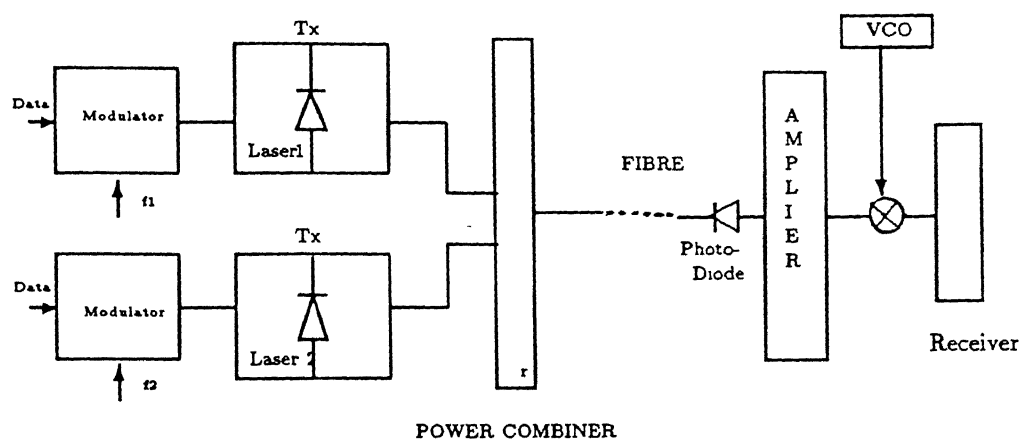 Tx
VCO
Data
Modulator
Laser1
f1
FIBRE
A
M
P
L
I
E
R
Photo-
Diode
Tx
Data
Modulator
Laser 2
f2
r
Receiver
POWER COMBINER